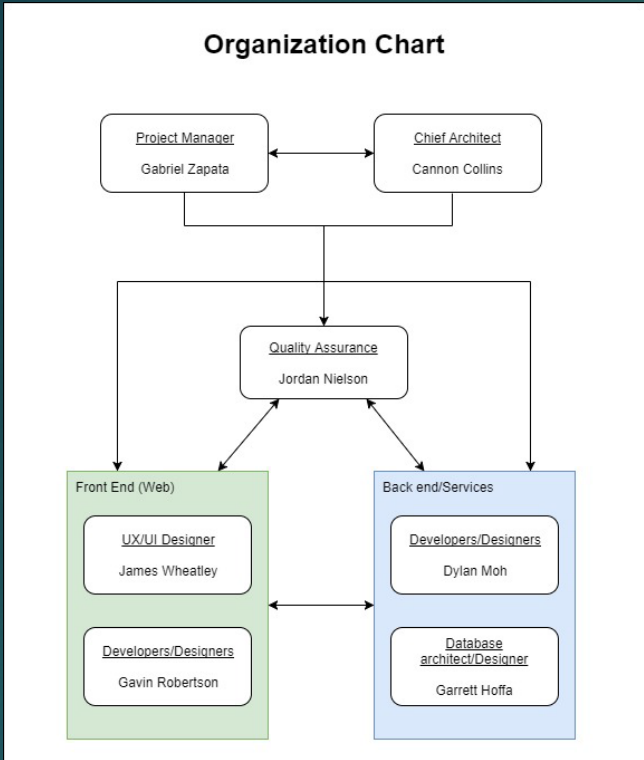 Organization Chart
Project Manager
Gabriel Zapata
Chief Architect
Cannon Collins
Quality Assurance
Jordan Nielson
Front End (Web)
UX/UI Designer
James Wheatley
Developers/Designers
Gavin Robertson
Back end/Services
Developers/Designers
Dylan Moh
Database
architect/Designer
Garrett Hoffa